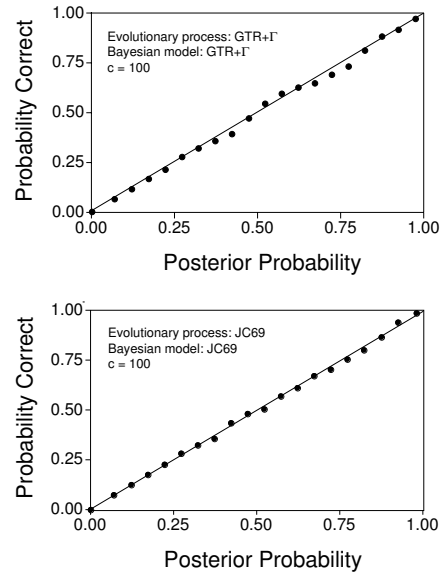 1.00
0.75
0.50
0.25
0.00
Probability Correct
Evolutionary process: GTR+Γ
Bayesian model: GTR+Γ
c = 100
0.00 0.25 0.50 0.75 1.00
Posterior Probability
1.00
0.75
0.50
0.25
0.00
Probability Correct
Evolutionary process: JC69
Bayesian model: JC69
c = 100
0.00 0.25 0.50 0.75 1.00
Posterior Probability